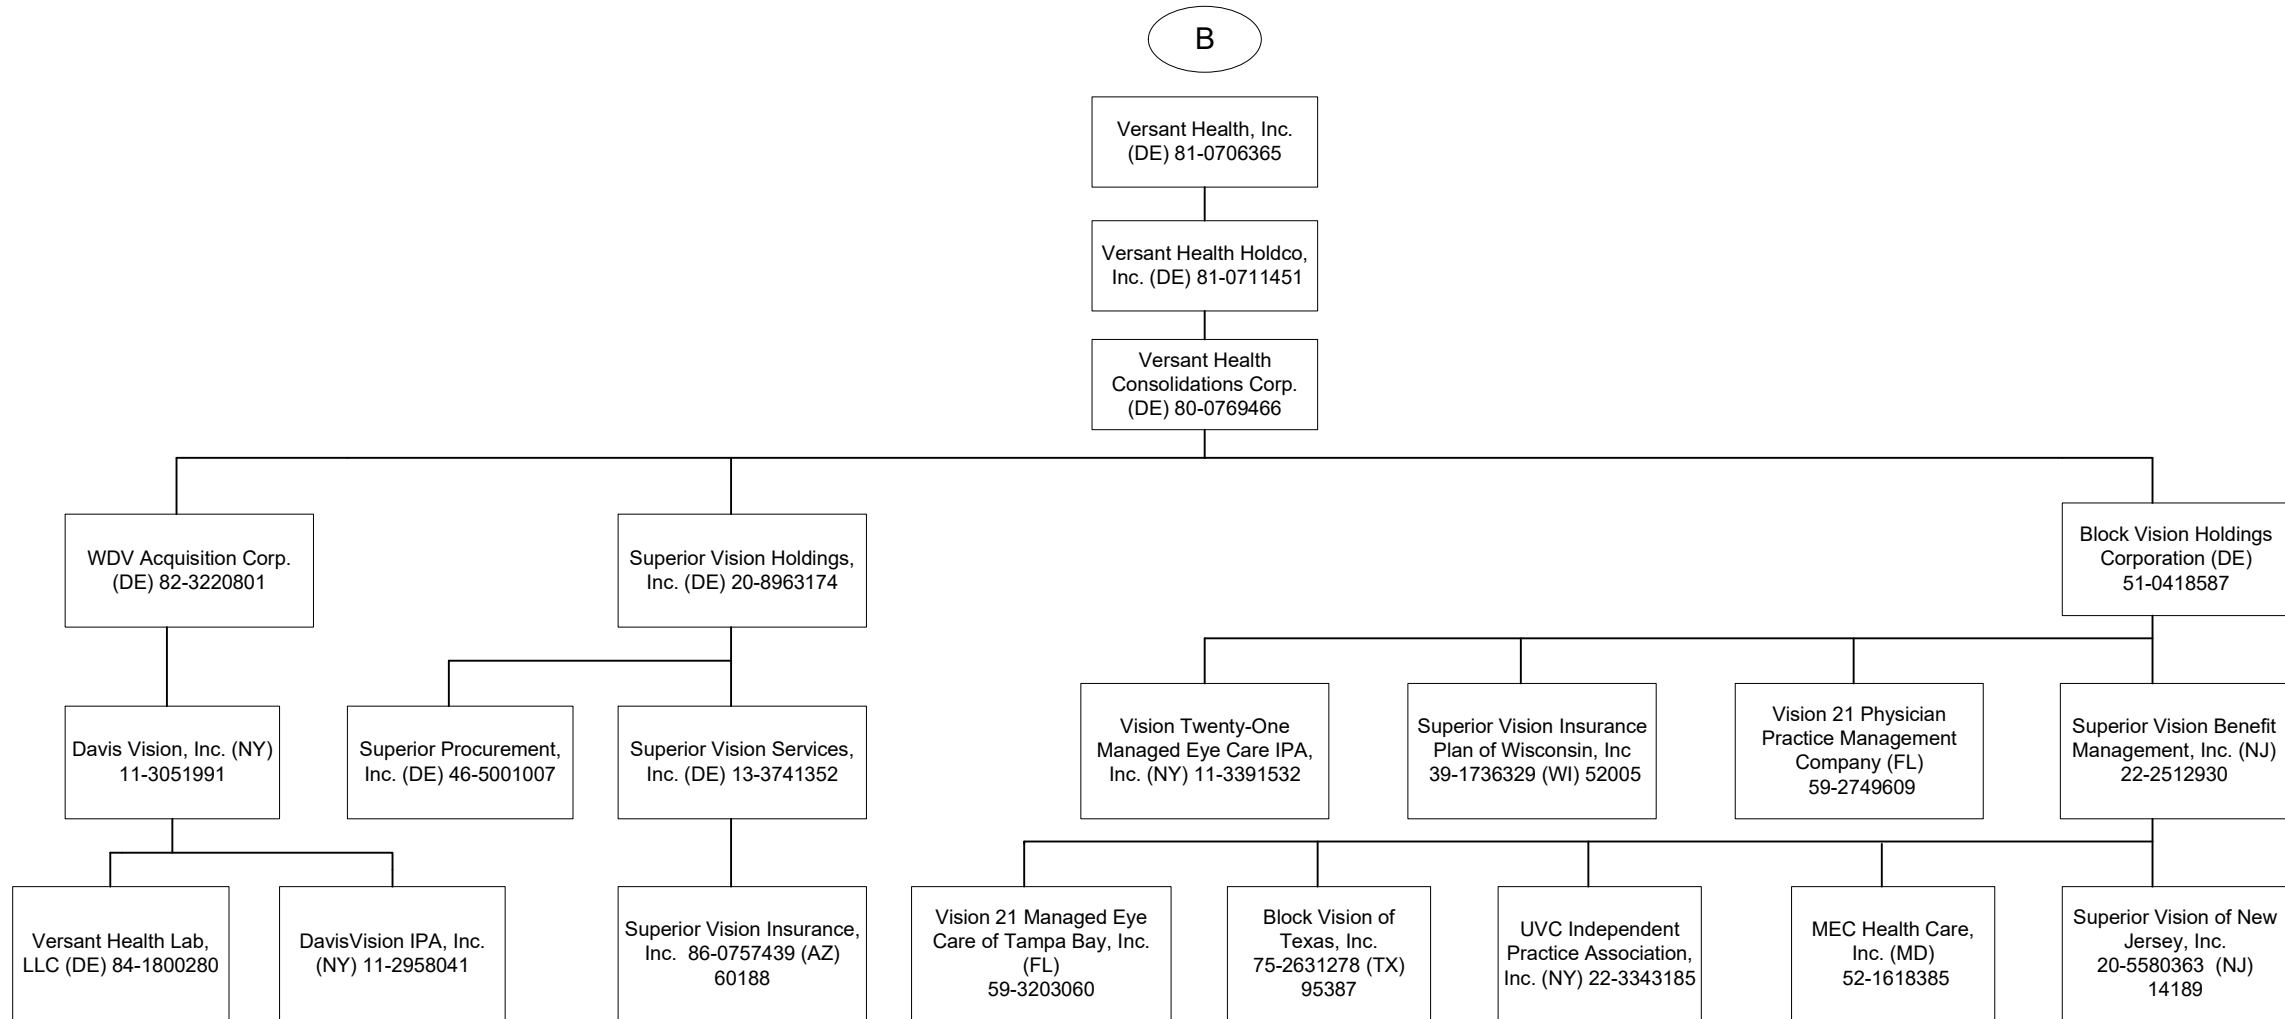 B
Versant Health, Inc.
(DE) 81-0706365
Versant Health Holdco,
Inc. (DE) 81-0711451
Versant Health
Consolidations Corp.
(DE) 80-0769466
WDV Acquisition Corp.
(DE) 82-3220801
Superior Vision Holdings,
Inc. (DE) 20-8963174
Block Vision Holdings
Corporation (DE)
51-0418587
Davis Vision, Inc. (NY)
11-3051991
Superior Procurement,
Inc. (DE) 46-5001007
Superior Vision Services,
Inc. (DE) 13-3741352
Vision Twenty-One
Managed Eye Care IPA,
Inc. (NY) 11-3391532
Superior Vision Insurance
Plan of Wisconsin, Inc
39-1736329 (WI) 52005
Vision 21 Physician
Practice Management
Company (FL)
59-2749609
Superior Vision Benefit
Management, Inc. (NJ)
22-2512930
Versant Health Lab,
LLC (DE) 84-1800280
DavisVision IPA, Inc.
(NY) 11-2958041
Superior Vision Insurance,
Inc.  86-0757439 (AZ)
60188
Vision 21 Managed Eye
Care of Tampa Bay, Inc.
(FL)
59-3203060
Block Vision of
Texas, Inc.
75-2631278 (TX)
95387
UVC Independent
Practice Association,
Inc. (NY) 22-3343185
MEC Health Care,
Inc. (MD)
52-1618385
Superior Vision of New
Jersey, Inc.
20-5580363  (NJ)
14189